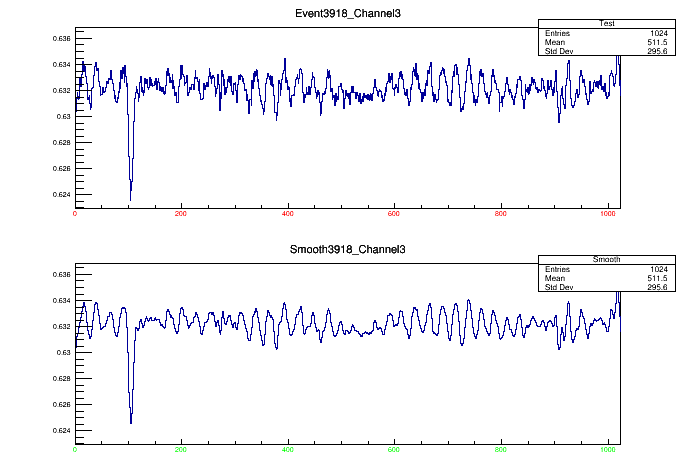 Event3918_Channel3
Test
Entries 1024
Mean 511.5
Std Dev 295.6
0.636
0.634
0.632
0.63
0.628
0.626
0.624
0 200 400 600 800 1000
Smooth3918_Channel3
Smooth
Entries 1024
Mean 511.5
Std Dev 295.6
0.636
0.634
0.632
0.63
0.628
0.626
0.624
0 200 400 600 800 1000